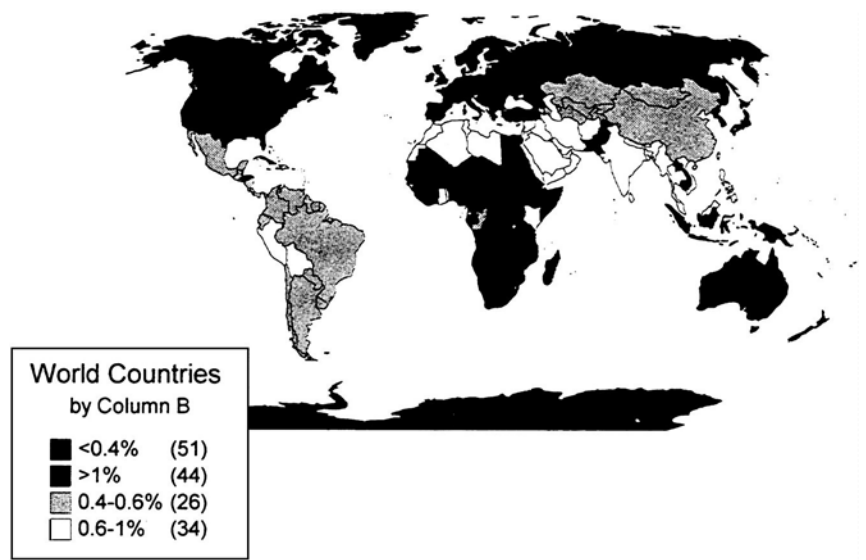 World Countries
by Column B
<0.4% (51)
>1% (44)
0.4-0.6% (26)
0.6-1% (34)